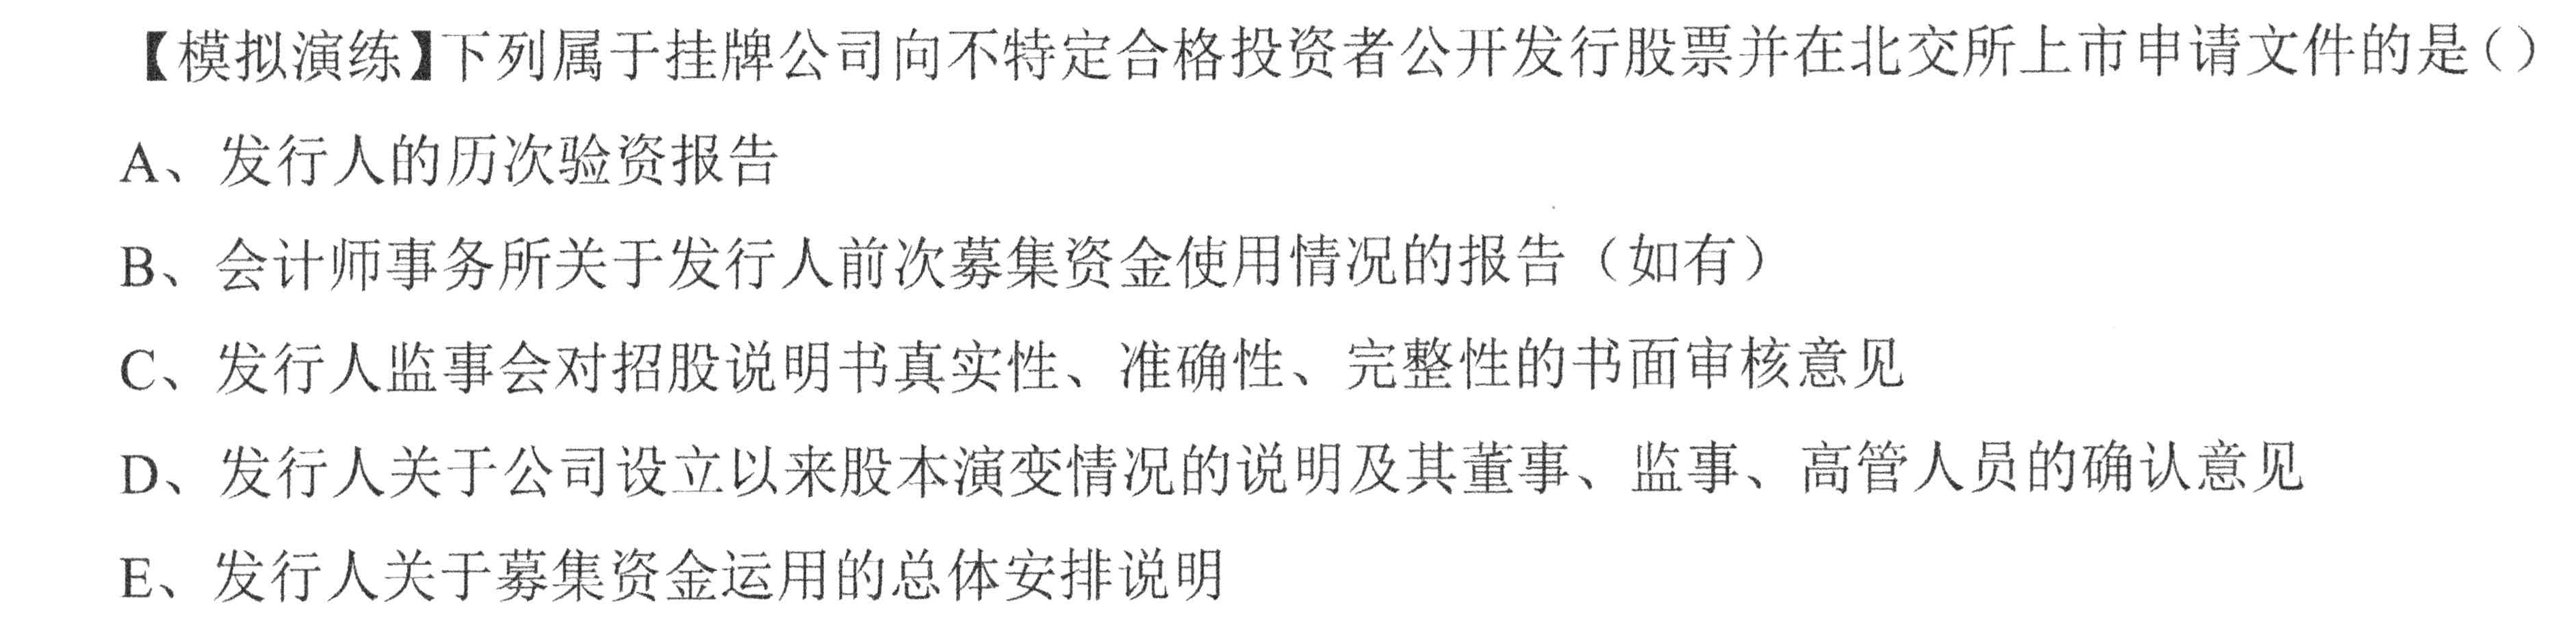 【模拟演练】下列属于挂牌公司向不特定合格投资者公开发行股票并在北交所上市申请文件的是（）
A、发行人的历次验资报告
B、会计师事务所关于发行人前次募集资金使用情况的报告（如有）
C、发行人监事会对招股说明书真实性、准确性、完整性的书面审核意见
D、发行人关于公司设立以来股本演变情况的说明及其董事、监事、高管人员的确认意见
E、发行人关于募集资金运用的总体安排说明